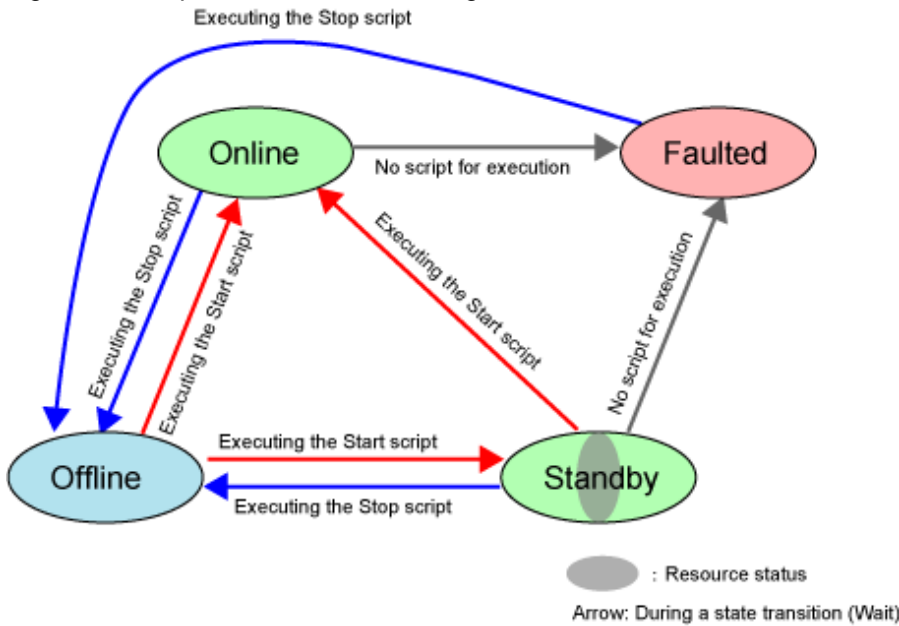 Executing the Stop script
Online
Faulted
No script for execution
Executing the Stop script
Executing the Start script
Executing the Start script
No script for execution
Offline
Executing the Start script
Standby
Executing the Stop script
: Resource status
Arrow: During a state transition (Wait)